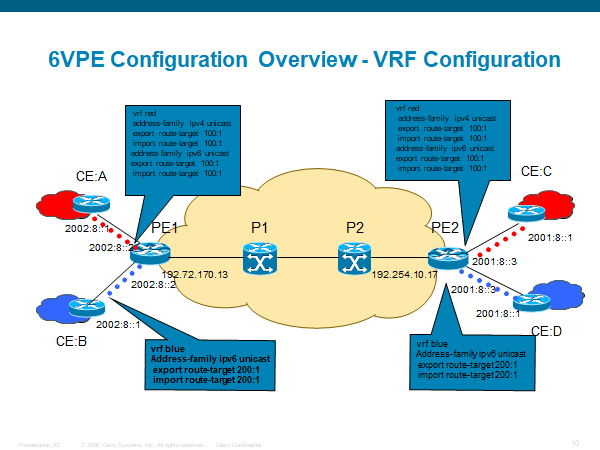 6VPE Configuration Overview - VRF Configuration
vrf red
address-family ipv4 unicast
export route-target 100:1
import route-target 100:1
address-family ipv6 unicast
export route-target 100:1
import route-target 100:1
vrf red
address-family ipv4 unicast
export route-target 100:1
import route-target 100:1
address-family ipv6 unicast
export route-target 100:1
import route-target 100:1
CE:A
CE:C
2002:8::1
PE1
P1
P2
PE2
2001:8::1
2002:8::2
2001:8::3
192.72.170.13
192.254.10.17
2002:8::2
2001:8::3
2002:8::1
2001:8::1
CE:B
CE:D
vrf blue
Address-family ipv6 unicast
export route-target 200:1
import route-target 200:1
vrf blue
Address-family ipv6 unicast
export route-target 200:1
import route-target 200:1
Presentation_ID
© 2006 Cisco Systems, Inc. All rights reserved.
Cisco Confidential
10